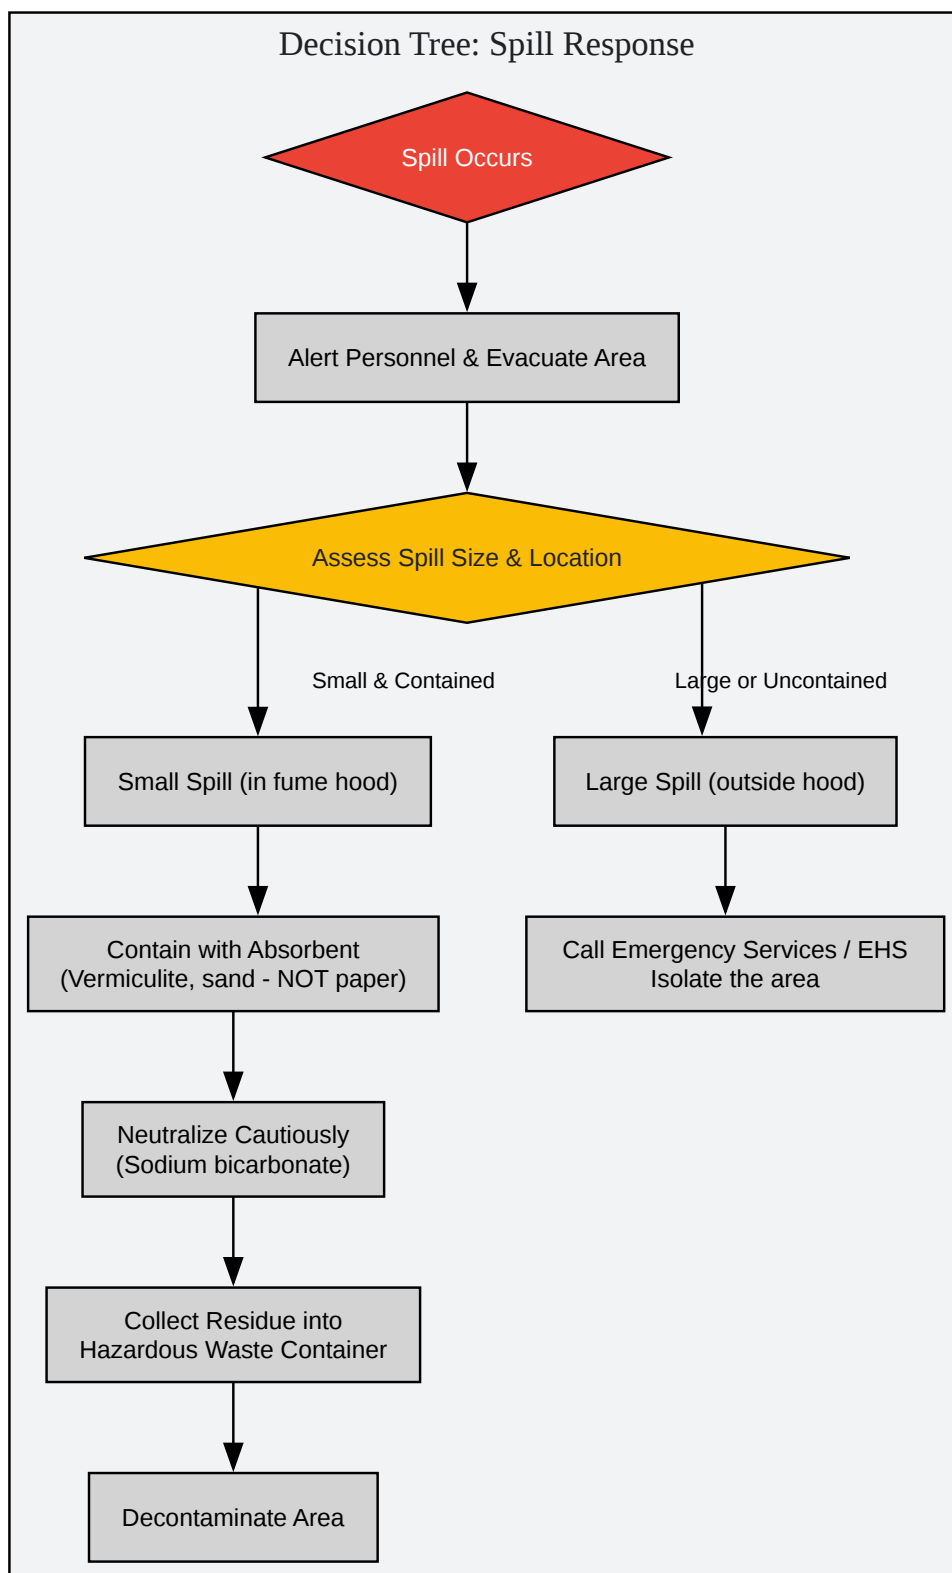 Decision Tree: Spill Response
Spill Occurs
Alert Personnel & Evacuate Area
Assess Spill Size & Location
Small & Contained
Large or Uncontained
Small Spill (in fume hood)
Large Spill (outside hood)
Contain with Absorbent
(Vermiculite, sand - NOT paper)
Call Emergency Services / EHS
Isolate the area
Neutralize Cautiously
(Sodium bicarbonate)
Collect Residue into
Hazardous Waste Container
Decontaminate Area